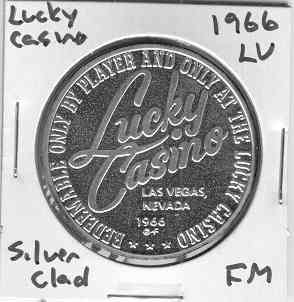 Lucky Casino
1966 LV
REDEEMABLE ONLY BY PLAYER AND ONLY AT THE LUCKY CASINO
Lucky
Casino
LAS VEGAS,
NEVADA
1966
Silver
Clad
FM